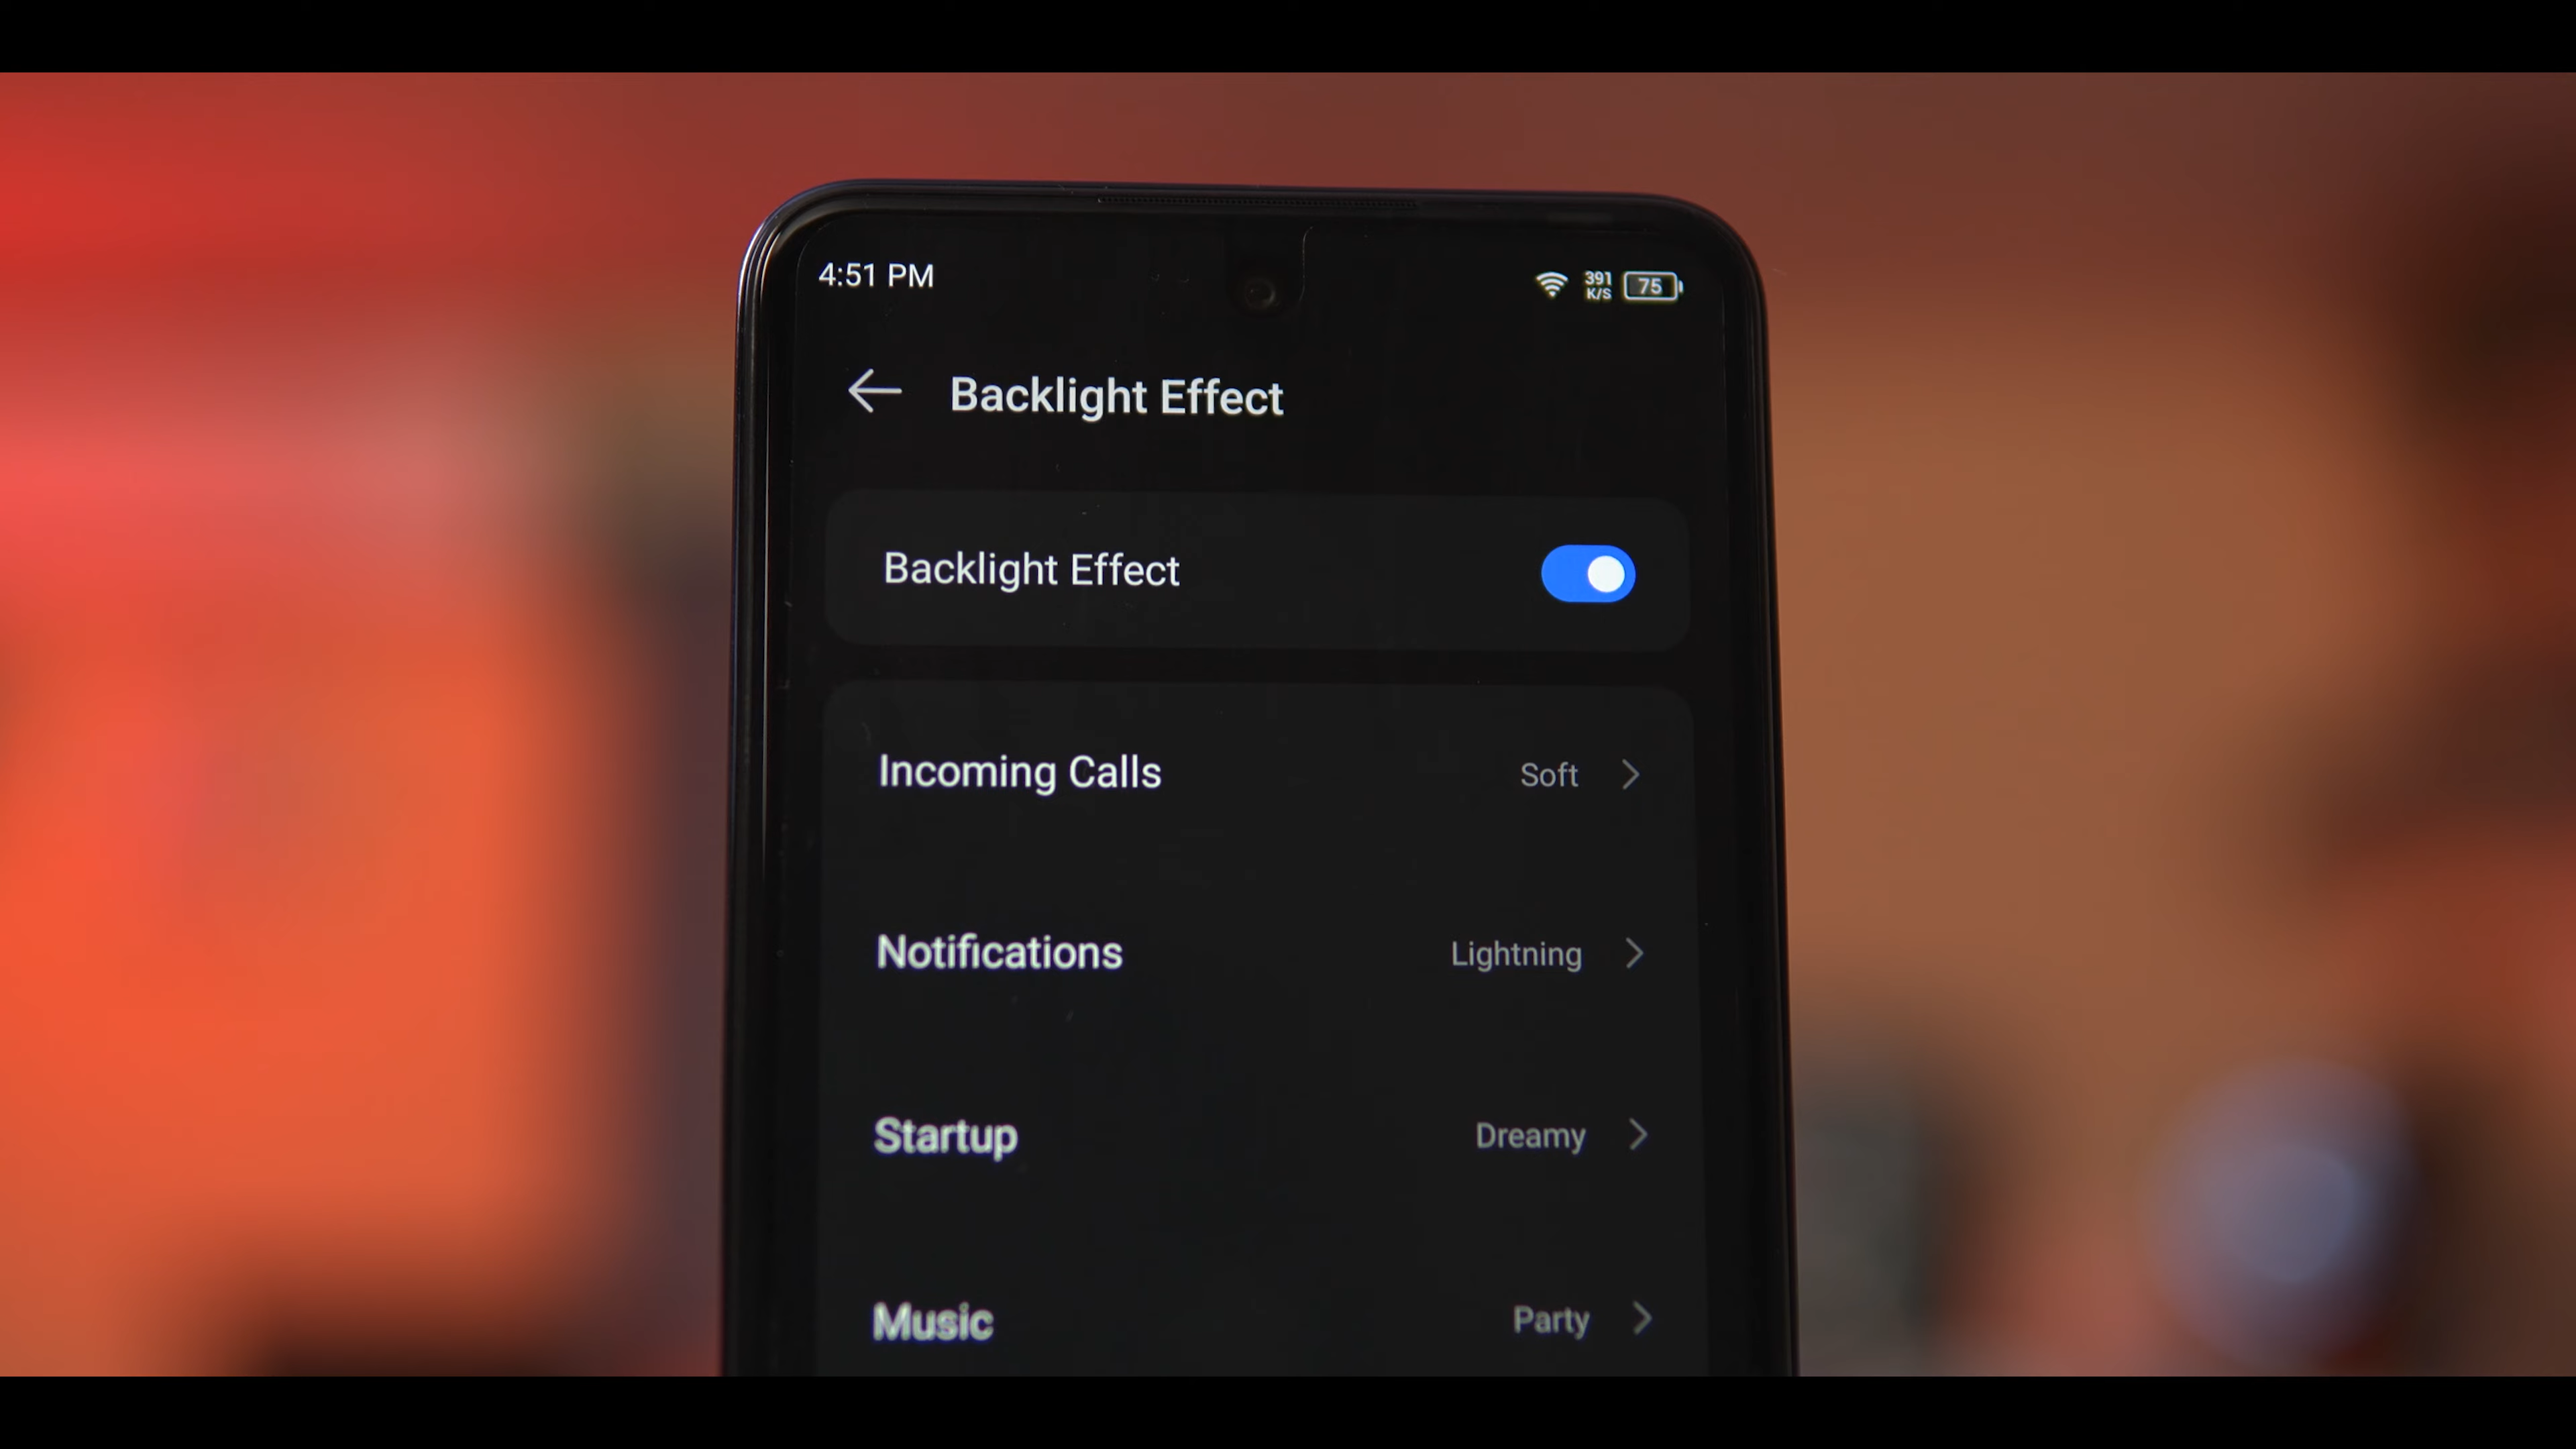 4:51 PM
391
K/S
75
Backlight Effect
Backlight Effect
Incoming Calls Soft
Notifications Lightning
Startup Dreamy
Music Party